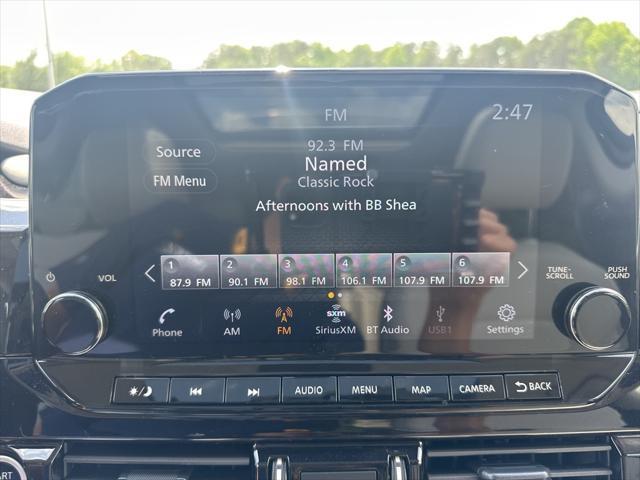 FM
2:47
92.3 FM
Source
Named
FM Menu
Classic Rock
Afternoons with BB Shea
1 2 3 4 5 6
87.9 FM 90.1 FM 98.1 FM 106.1 FM 107.9 FM 107.9 FM
VOL
TUNE-
SCROLL
PUSH
SOUND
Phone AM FM SiriusXM BT Audio USB1 Settings
sxm
AUDIO MENU MAP CAMERA BACK
START